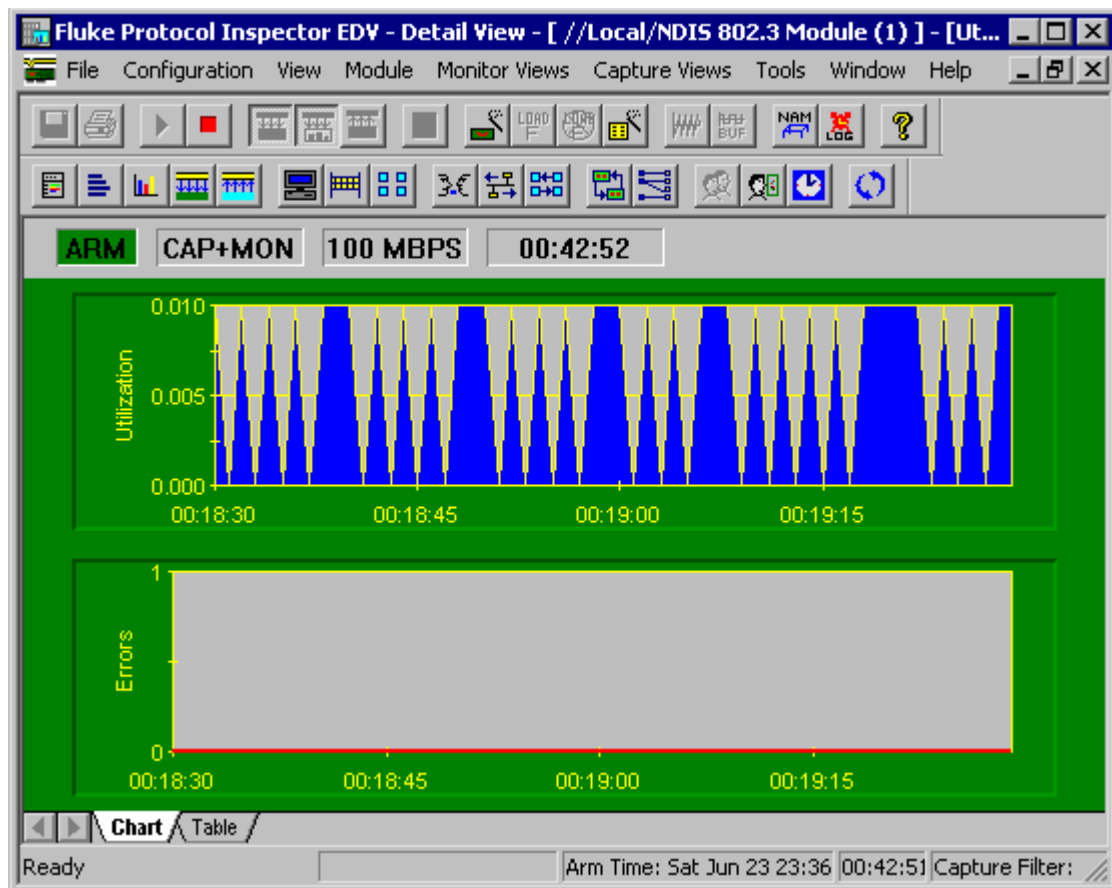 Fluke Protocol Inspector EDV - Detail View - [ //Local/NDIS 802.3 Module (1) ] - [Ut...
File Configuration View Module Monitor Views Capture Views Tools Window Help
LOAD
F
BUF
NAM
LOG
ARM CAP+MON 100 MBPS 00:42:52
0.010
Utilization
0.005
0.000
00:18:30 00:18:45 00:19:00 00:19:15
1
Errors
0
00:18:30 00:18:45 00:19:00 00:19:15
Chart Table
Ready Arm Time: Sat Jun 23 23:36 00:42:51 Capture Filter: